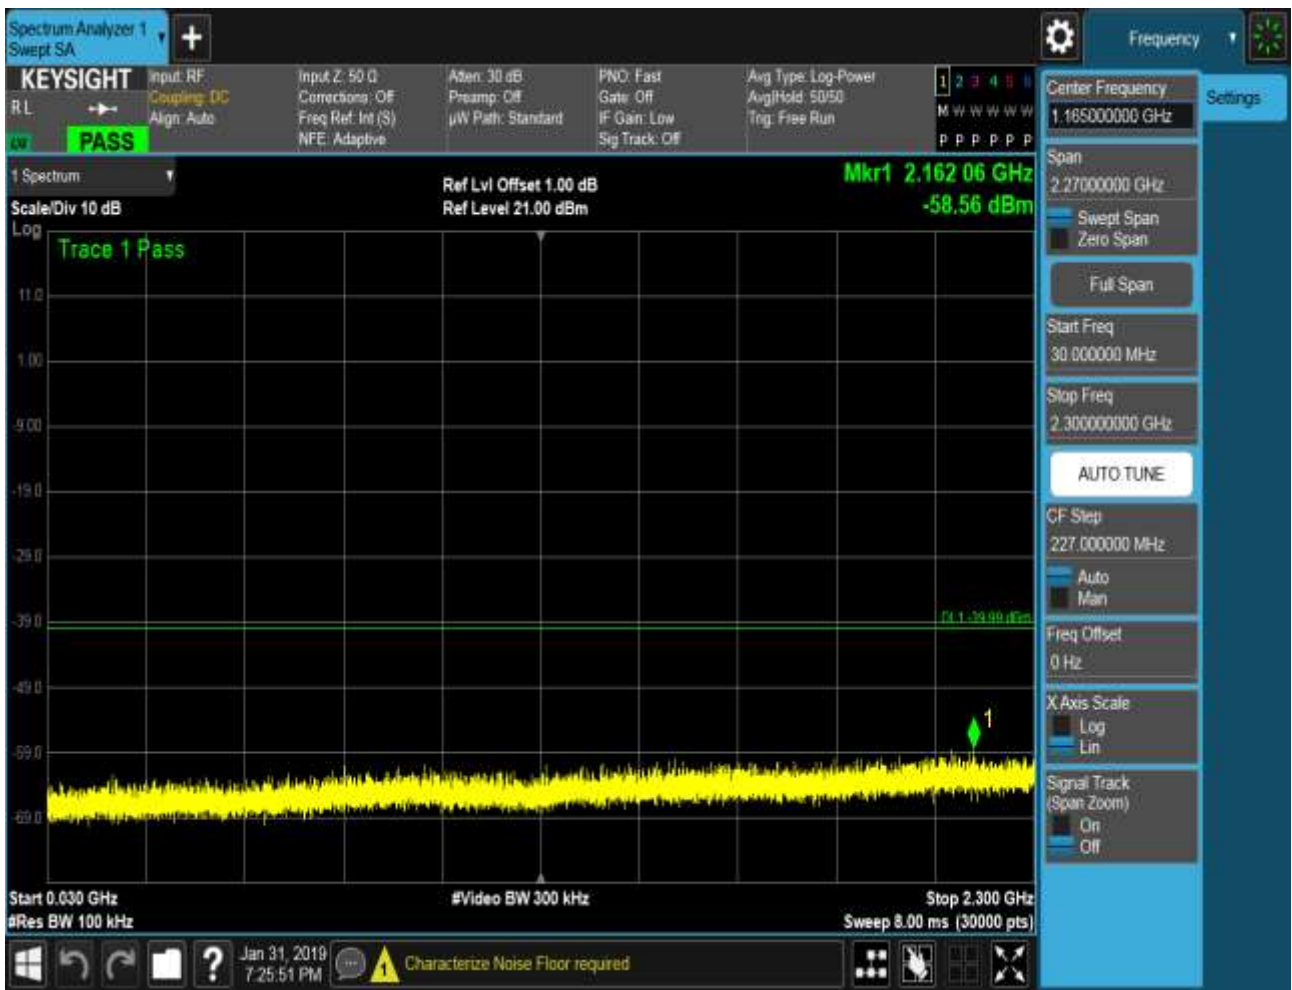 Spectrum Analyzer 1
Swept SA
Frequency
KEYSIGHT
R L
PASS
Input: RF
Coupling: DC
Align: Auto
Input Z: 50 Ω
Corrections: Off
Freq Ref: Int (S)
NFE: Adaptive
Atten: 30 dB
Preamp: Off
µW Path: Standard
PNO: Fast
Gate: Off
IF Gain: Low
Sig Track: Off
Avg Type: Log-Power
Avg|Hold: 50/50
Trig: Free Run
1 2 3 4 5 6
M W W W W W
P P P P P P
1 Spectrum
Scale/Div 10 dB
Log
Ref Lvl Offset 1.00 dB
Ref Level 21.00 dBm
Mkr1 2.162 06 GHz
-58.56 dBm
Trace 1 Pass
11.0
1.00
-9.00
-19.0
-29.0
-39.0
-49.0
-59.0
-69.0
DL1 -39.99 dBm
1
Start 0.030 GHz
#Res BW 100 kHz
#Video BW 300 kHz
Stop 2.300 GHz
Sweep 8.00 ms (30000 pts)
Center Frequency
1.165000000 GHz
Settings
Span
2.27000000 GHz
Swept Span
Zero Span
Full Span
Start Freq
30.000000 MHz
Stop Freq
2.300000000 GHz
AUTO TUNE
CF Step
227.000000 MHz
Auto
Man
Freq Offset
0 Hz
X Axis Scale
Log
Lin
Signal Track
(Span Zoom)
On
Off
?
Jan 31, 2019
7:25:51 PM
1
Characterize Noise Floor required